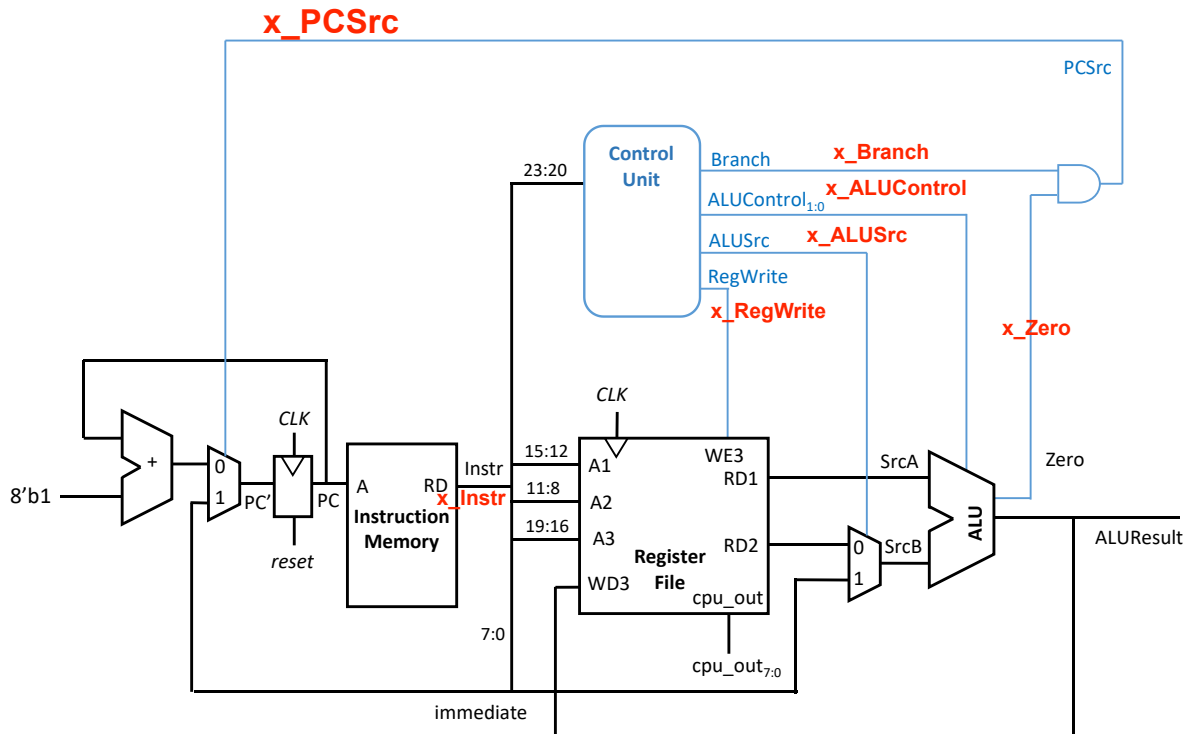 x_PCSrc
PCSrc
Control
Unit
23:20
Branch
x_Branch
x_ALUControl
ALUControl1:0
ALUSrc
x_ALUSrc
RegWrite
x_RegWrite
x_Zero
CLK
CLK
+
0
1
8'b1
PC'
PC
reset
A
RD
Instruction
Memory
Instr
x_Instr
15:12
11:8
19:16
7:0
A1
A2
A3
WD3
WE3
RD1
RD2
Register
File
cpu_out
cpu_out7:0
SrcA
0
1
SrcB
ALU
Zero
ALUResult
immediate